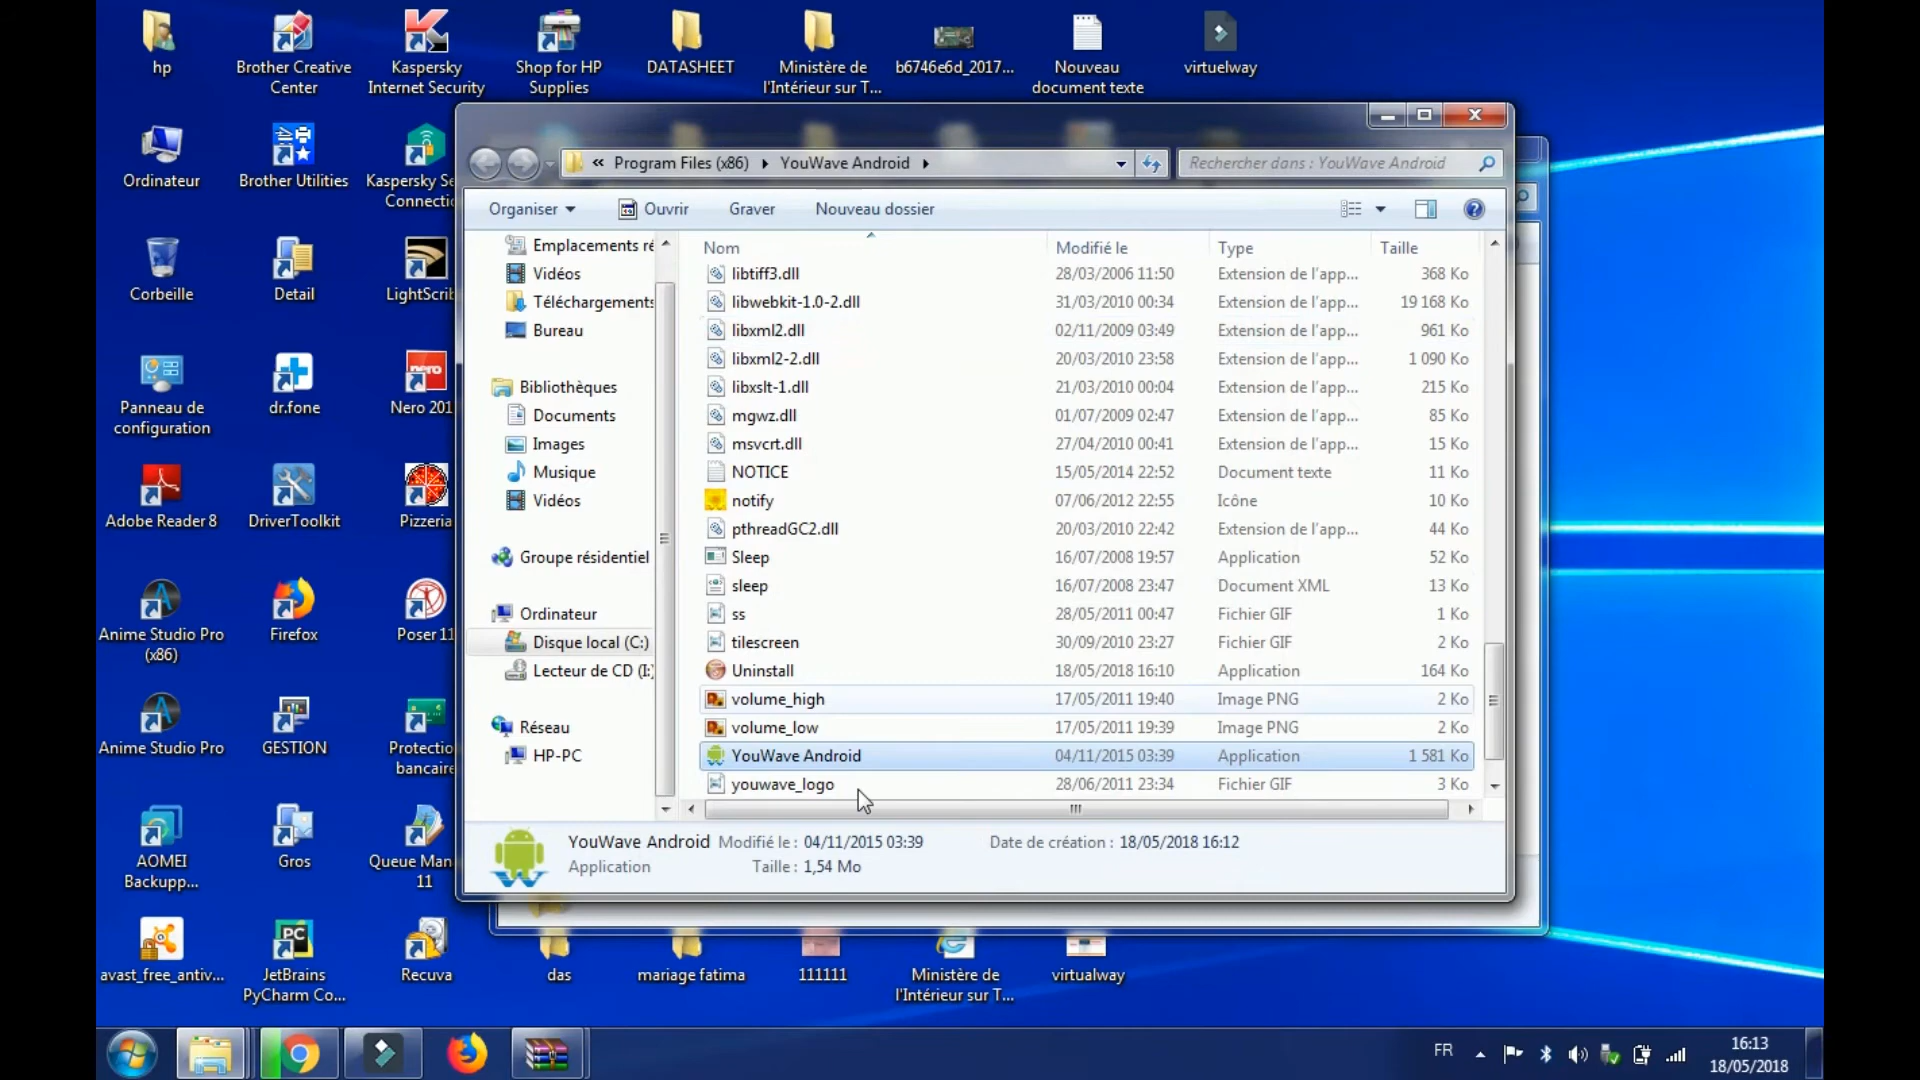 hp
Brother Creative
Center
Kaspersky
Internet Security
Shop for HP
Supplies
DATASHEET
Ministère de
l'Intérieur sur T...
b6746e6d_2017...
Nouveau
document texte
virtuelway
Ordinateur
Brother Utilities
Kaspersky Se
Connecti
Corbeille
Detail
LightScrib
Panneau de
configuration
dr.fone
Nero 201
Adobe Reader 8
DriverToolkit
Pizzeria
Anime Studio Pro
(x86)
Firefox
Poser 11
Anime Studio Pro
GESTION
Protectio
bancaire
AOMEI
Backupp...
Gros
Queue Man
11
avast_free_antiv...
JetBrains
PyCharm Co...
Recuva
das
mariage fatima
111111
Ministère de
l'Intérieur sur T...
virtualway
« Program Files (x86) YouWave Android
Rechercher dans : YouWave Android
Organiser Ouvrir Graver Nouveau dossier
Emplacements ré
Vidéos
Téléchargements
Bureau
Bibliothèques
Documents
Images
Musique
Vidéos
Groupe résidentiel
Ordinateur
Disque local (C:)
Lecteur de CD (I:)
Réseau
HP-PC
Nom Modifié le Type Taille
libtiff3.dll 28/03/2006 11:50 Extension de l'app... 368 Ko
libwebkit-1.0-2.dll 31/03/2010 00:34 Extension de l'app... 19 168 Ko
libxml2.dll 02/11/2009 03:49 Extension de l'app... 961 Ko
libxml2-2.dll 20/03/2010 23:58 Extension de l'app... 1 090 Ko
libxslt-1.dll 21/03/2010 00:04 Extension de l'app... 215 Ko
mgwz.dll 01/07/2009 02:47 Extension de l'app... 85 Ko
msvcrt.dll 27/04/2010 00:41 Extension de l'app... 15 Ko
NOTICE 15/05/2014 22:52 Document texte 11 Ko
notify 07/06/2012 22:55 Icône 10 Ko
pthreadGC2.dll 20/03/2010 22:42 Extension de l'app... 44 Ko
Sleep 16/07/2008 19:57 Application 52 Ko
sleep 16/07/2008 23:47 Document XML 13 Ko
ss 28/05/2011 00:47 Fichier GIF 1 Ko
tilescreen 30/09/2010 23:27 Fichier GIF 2 Ko
Uninstall 18/05/2018 16:10 Application 164 Ko
volume_high 17/05/2011 19:40 Image PNG 2 Ko
volume_low 17/05/2011 19:39 Image PNG 2 Ko
YouWave Android 04/11/2015 03:39 Application 1 581 Ko
youwave_logo 28/06/2011 23:34 Fichier GIF 3 Ko
YouWave Android Modifié le : 04/11/2015 03:39 Date de création : 18/05/2018 16:12
Application Taille : 1,54 Mo
FR
16:13
18/05/2018